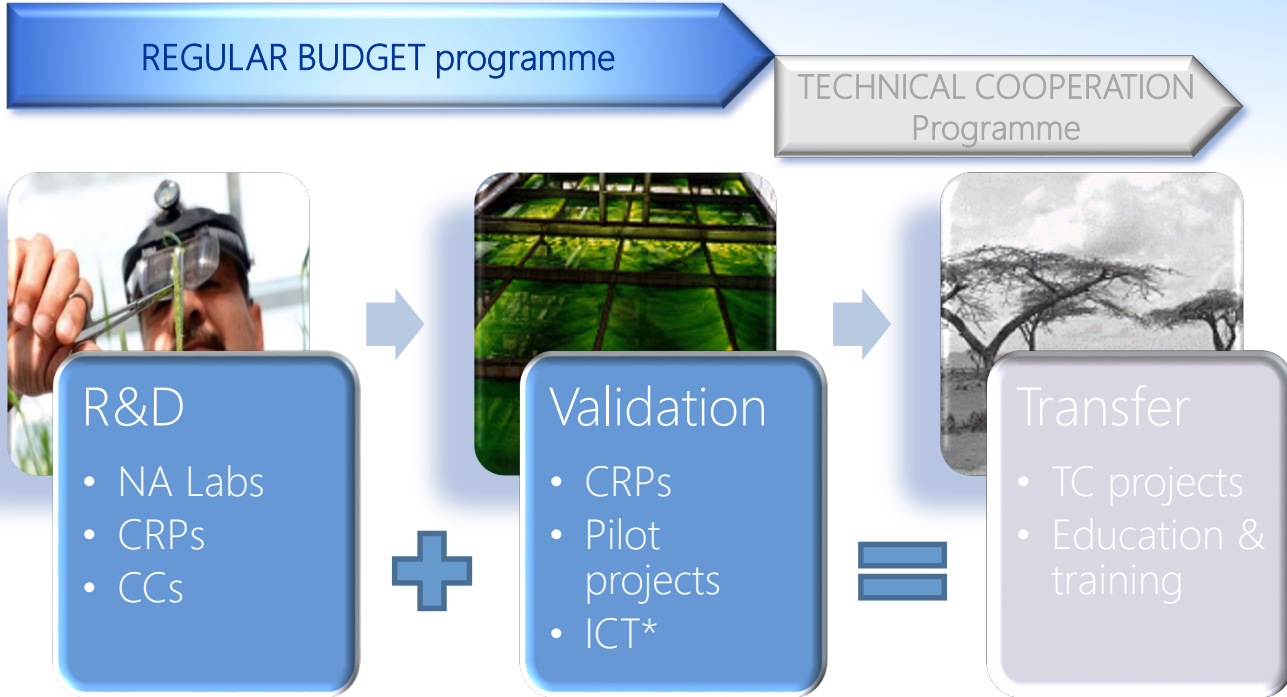 REGULAR BUDGET programme
TECHNICAL COOPERATION
Programme
R&D
• NA Labs
• CRPs
• CCs
Validation
• CRPs
• Pilot
projects
• ICT*
Transfer
• TC projects
• Education &
training